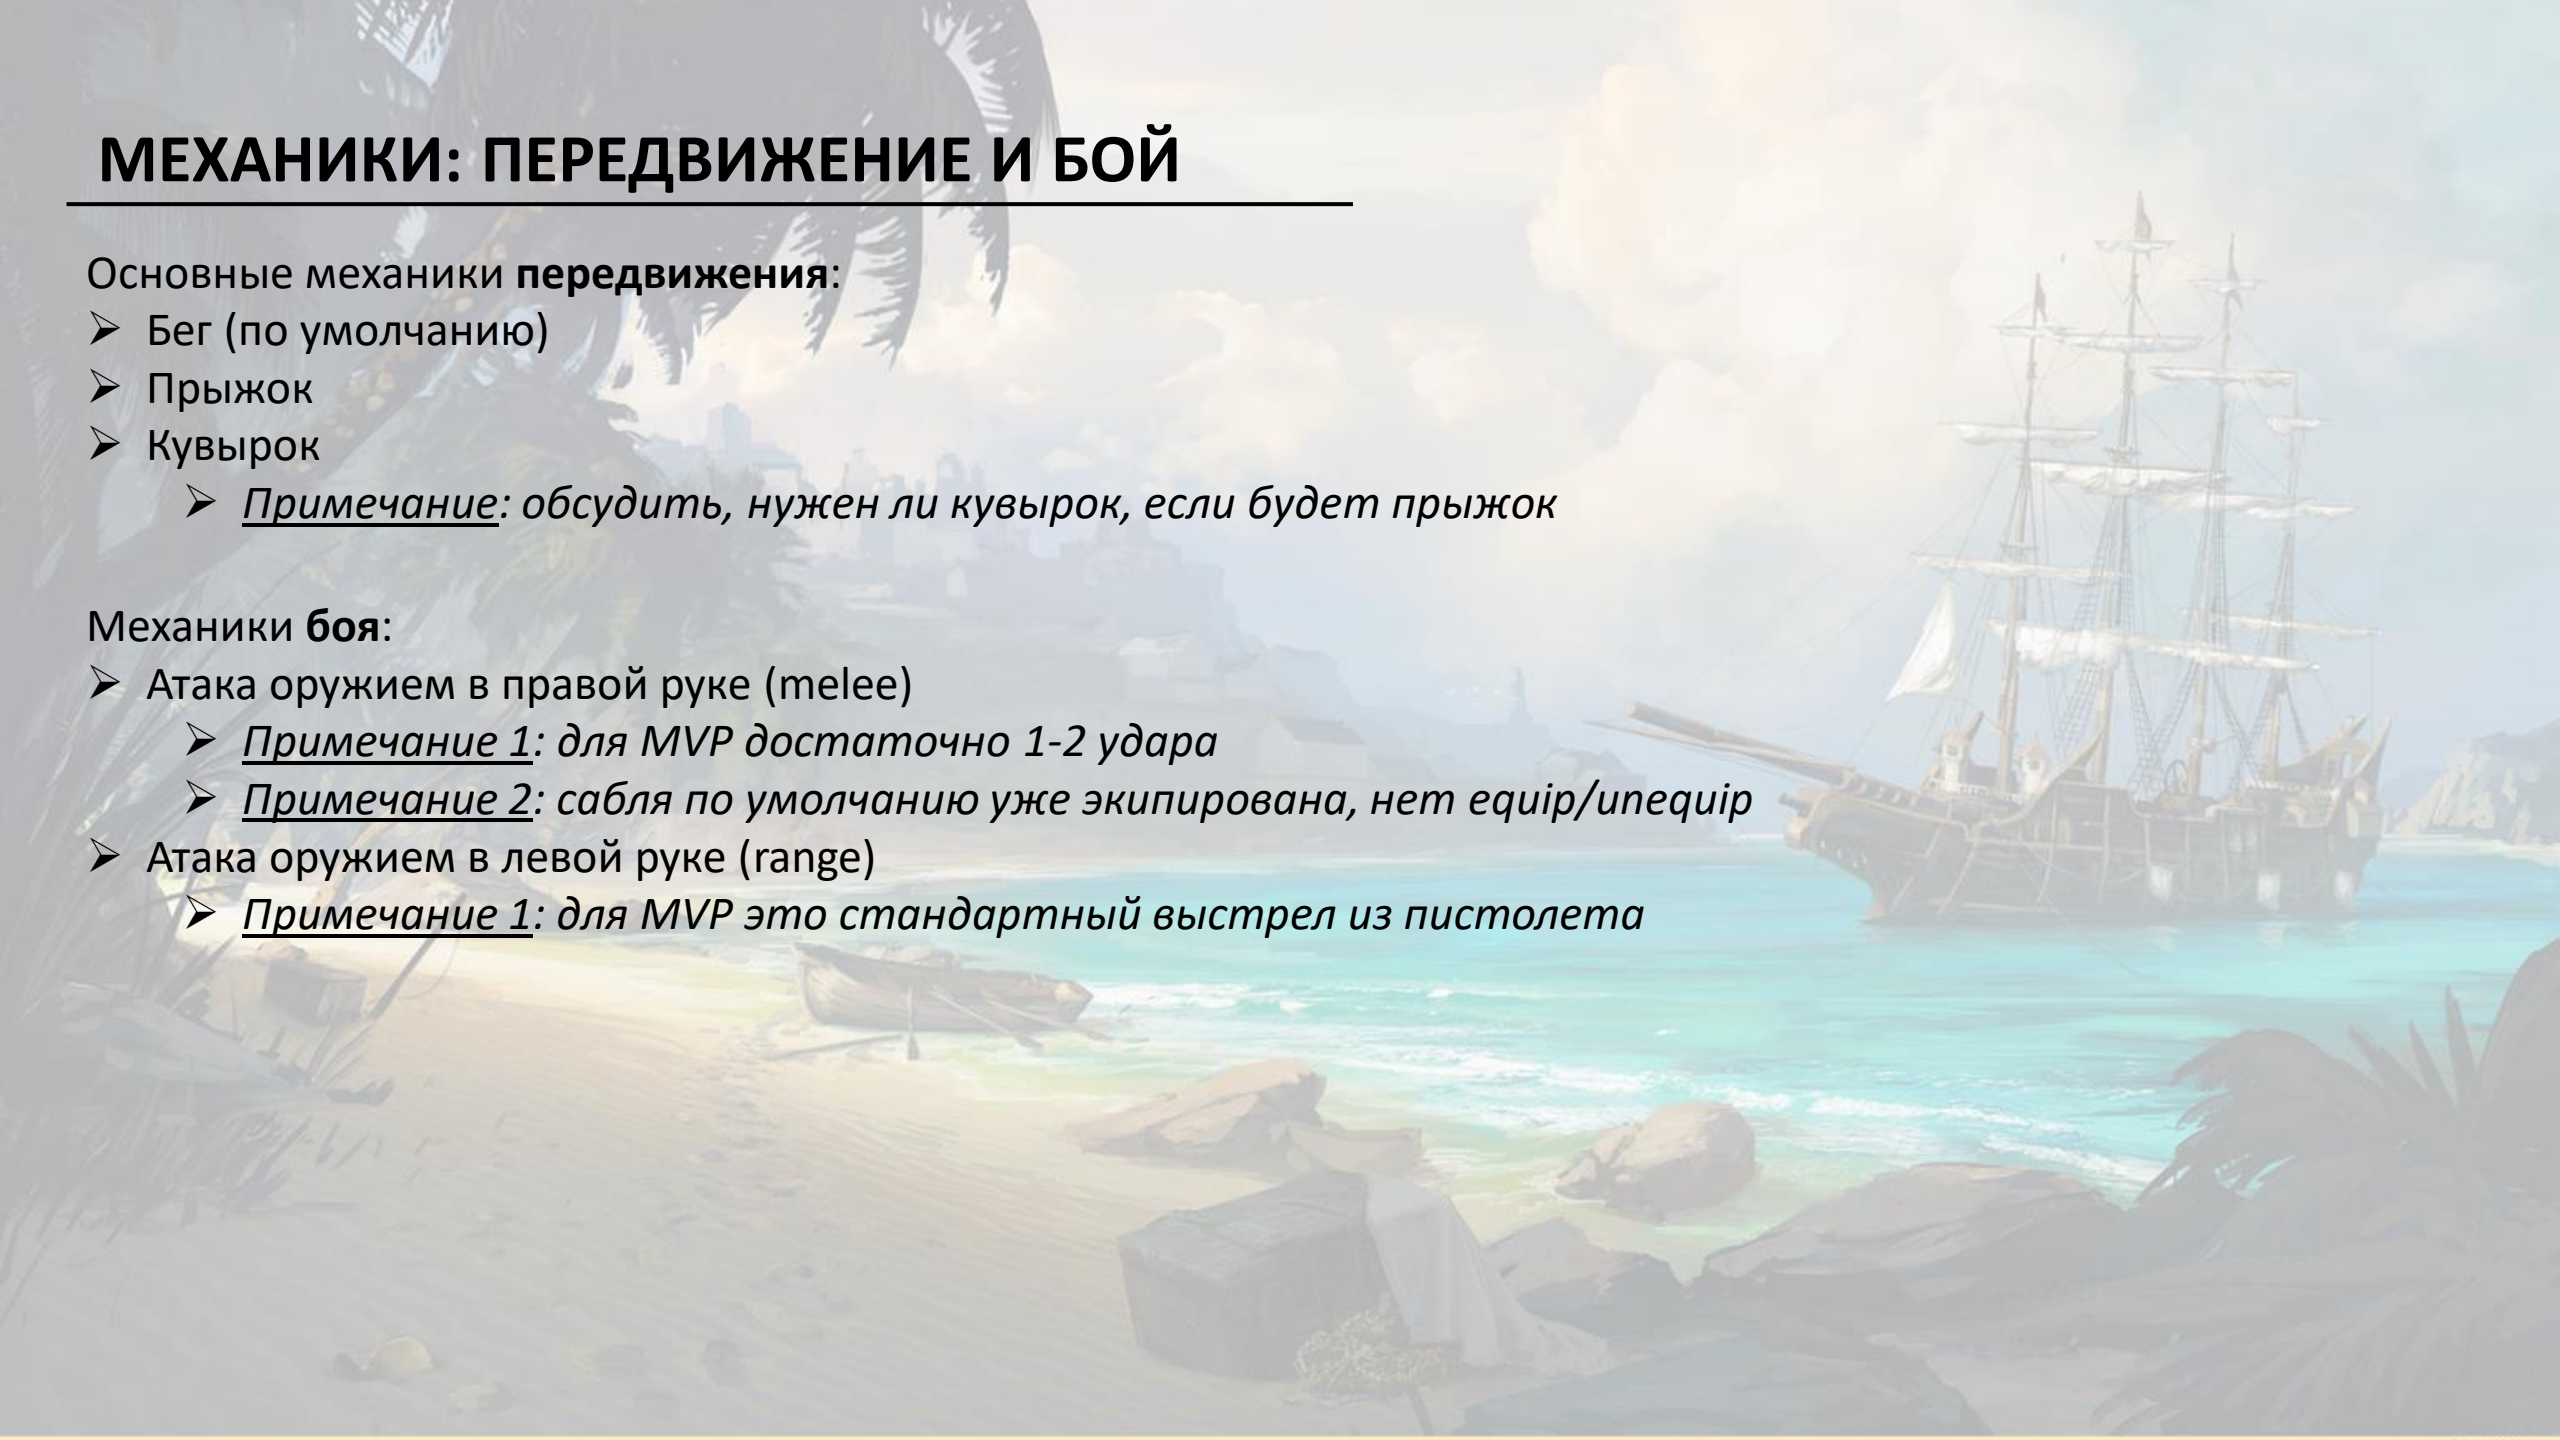 МЕХАНИКИ: ПЕРЕДВИЖЕНИЕ И БОЙ
Основные механики передвижения:
➢ Бег (по умолчанию)
➢ Прыжок
➢ Кувырок
➢ Примечание: обсудить, нужен ли кувырок, если будет прыжок
Механики боя:
➢ Атака оружием в правой руке (melee)
➢ Примечание 1: для MVP достаточно 1-2 удара
➢ Примечание 2: сабля по умолчанию уже экипирована, нет equip/unequip
➢ Атака оружием в левой руке (range)
➢ Примечание 1: для MVP это стандартный выстрел из пистолета